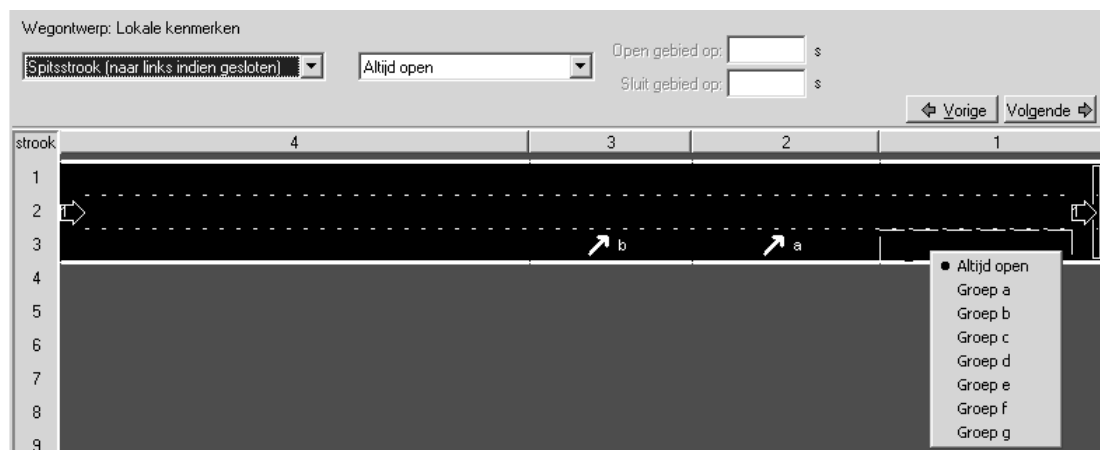 Wegontwerp: Lokale kenmerken
Spitsstrook (naar links indien gesloten)
Altijd open
Open gebied op: s
Sluit gebied op: s
Vorige Volgende
strook 4 3 2 1
1
2 1 1
3 b a
4
5
6
7
8
9
Altijd open
Groep a
Groep b
Groep c
Groep d
Groep e
Groep f
Groep g